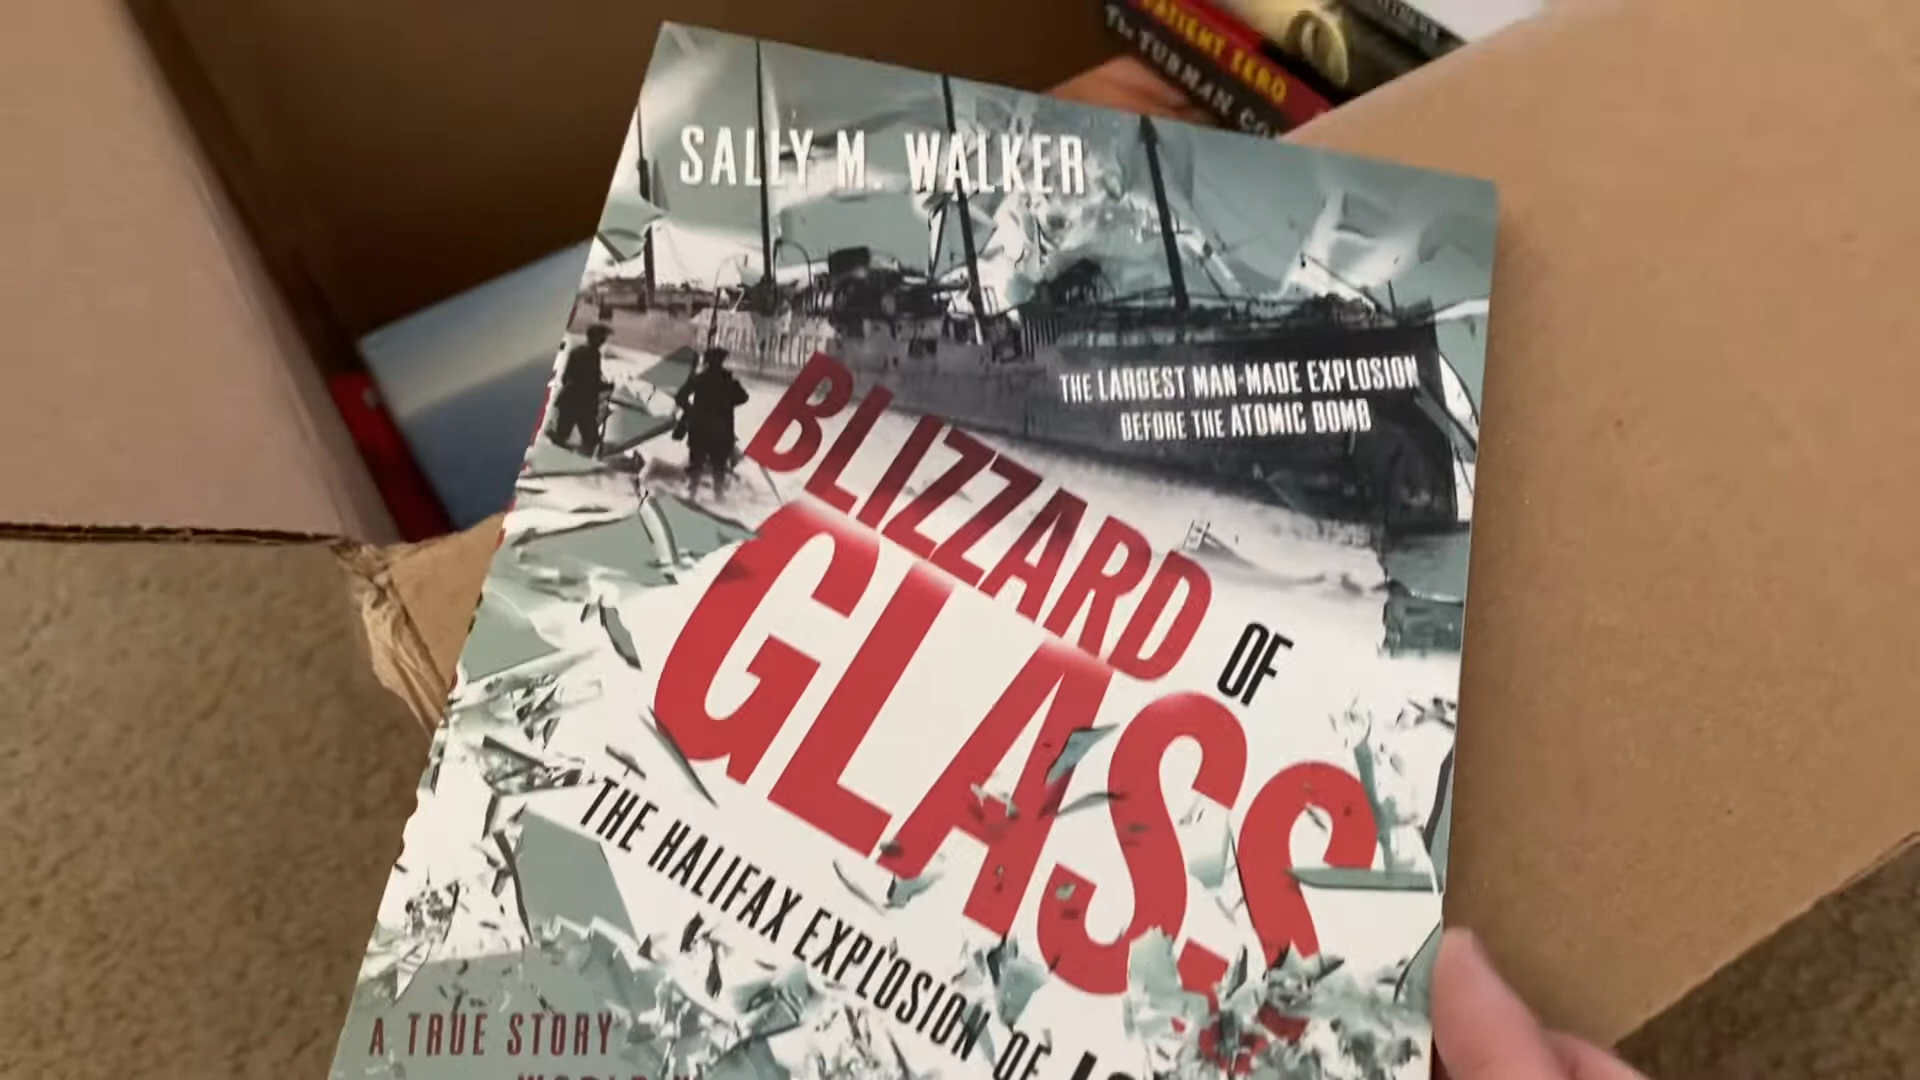 PATIENT ZERO
THE TUBMAN
SALLY M. WALKER
THE LARGEST MAN-MADE EXPLOSION
BEFORE THE ATOMIC BOMB
BLIZZARD
OF
GLASS
THE HALIFAX EXPLOSION OF
A TRUE STORY